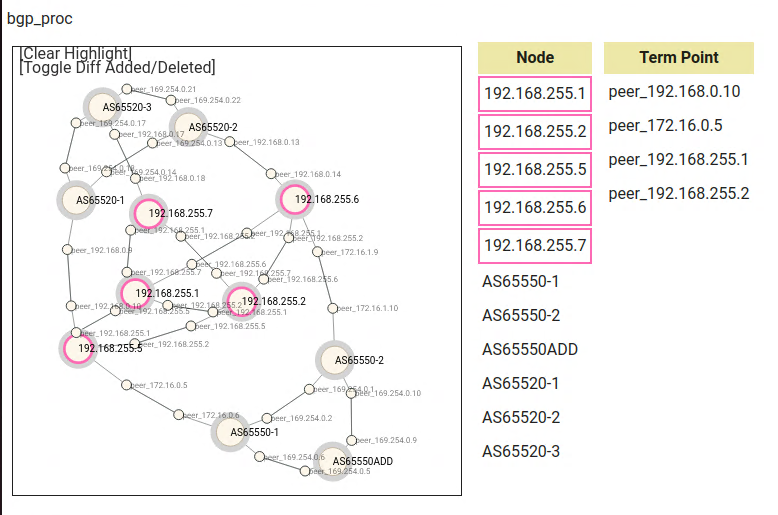 bgp_proc
[Clear Highlight]
[Toggle Diff Added/Deleted]
peer_169.254.0.21
peer_169.254.0.22
AS65520-3
peer_169.254.0.17
AS65520-2
peer_192.168.0.17
peer_169.254.0.13
peer_192.168.0.13
peer_169.254.0.14
peer_192.168.0.18
peer_192.168.0.14
AS65520-1
192.168.255.7
192.168.255.6
peer_192.168.255.1
peer_192.168.255.1
peer_192.168.255.2
peer_192.168.0.9
peer_172.16.1.9
peer_192.168.255.6
peer_192.168.255.7
peer_192.168.255.7
peer_192.168.255.6
192.168.255.1
192.168.255.2
peer_192.168.0.10
peer_192.168.255.5
peer_192.168.255.2
peer_192.168.255.1
peer_172.16.1.10
peer_192.168.255.5
peer_192.168.255.1
peer_192.168.255.2
192.168.255.5
AS65550-2
peer_172.16.0.5
peer_169.254.0.1
peer_169.254.0.10
peer_172.16.0.6
peer_169.254.0.2
AS65550-1
peer_169.254.0.9
peer_169.254.0.6
AS65550ADD
peer_169.254.0.5
Node
192.168.255.1
192.168.255.2
192.168.255.5
192.168.255.6
192.168.255.7
AS65550-1
AS65550-2
AS65550ADD
AS65520-1
AS65520-2
AS65520-3
Term Point
peer_192.168.0.10
peer_172.16.0.5
peer_192.168.255.1
peer_192.168.255.2